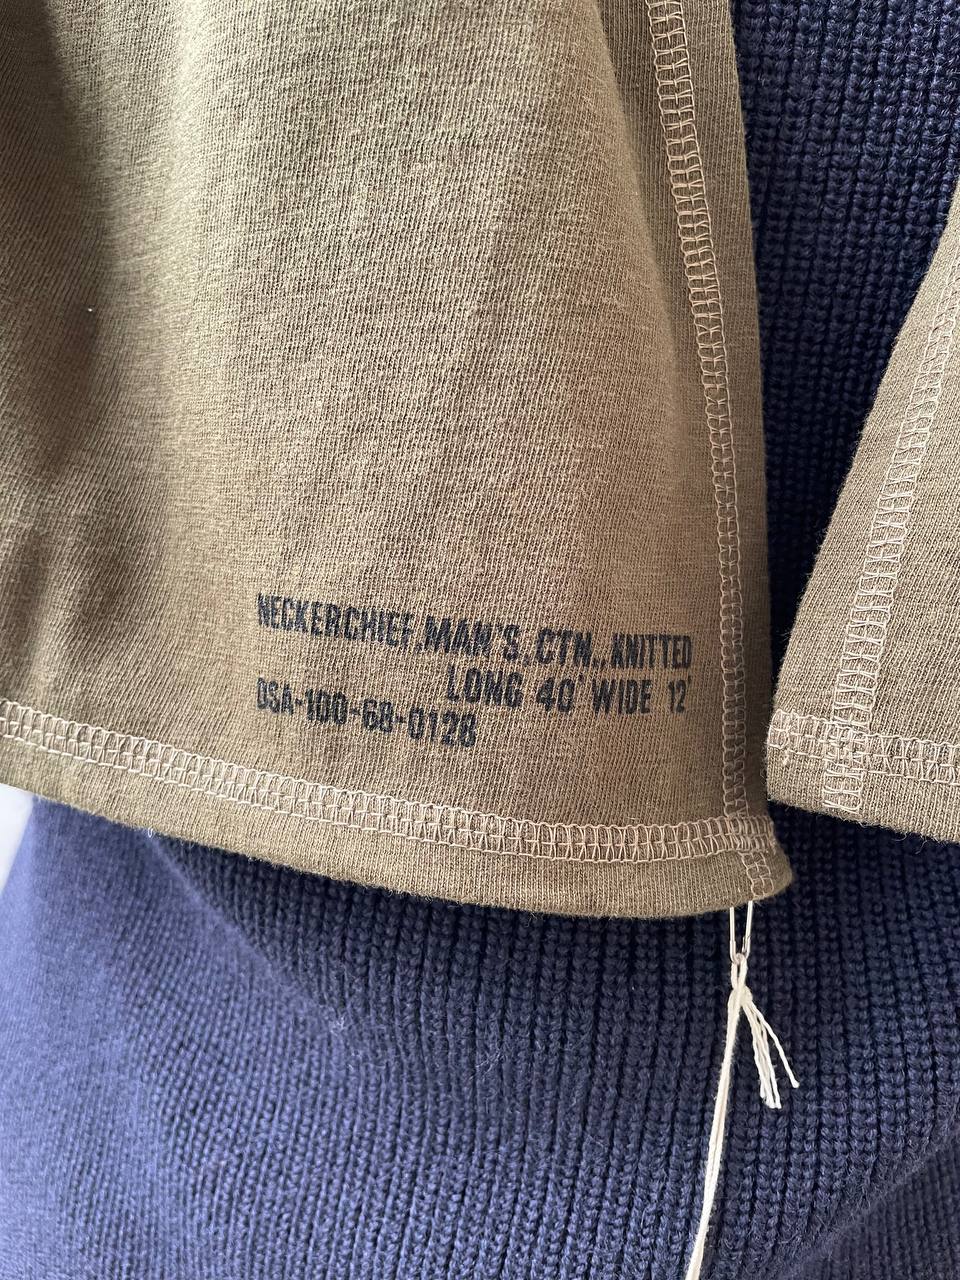 NECKERCHIEF,MAN'S,CTN.,KNITTED
LONG 40' WIDE 12'
DSA-100-68-0128